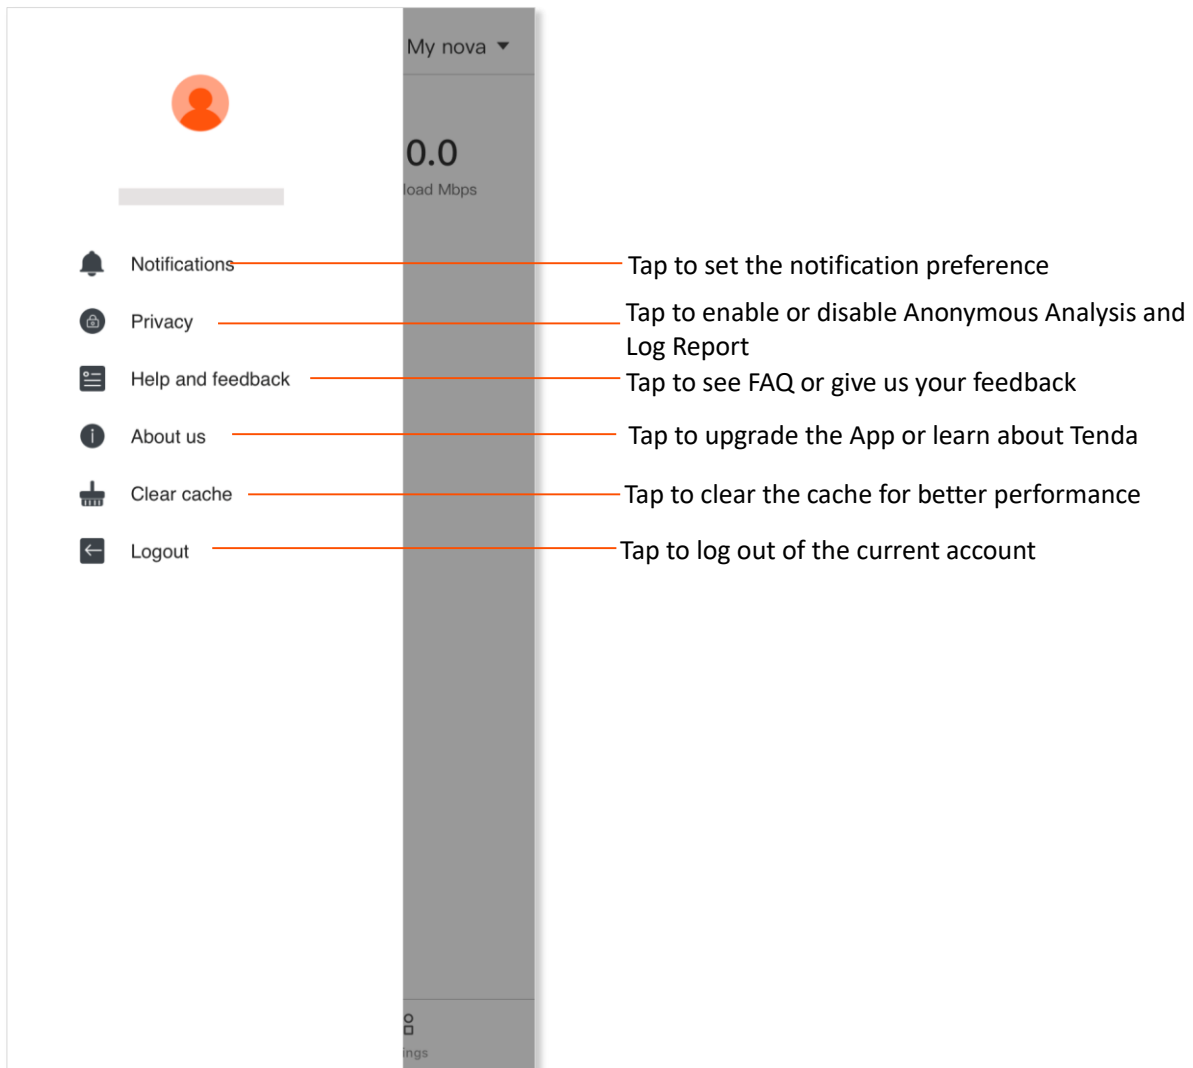 My nova
0.0
load Mbps
Notifications
Tap to set the notification preference
Privacy
Tap to enable or disable Anonymous Analysis and
Log Report
Help and feedback
Tap to see FAQ or give us your feedback
About us
Tap to upgrade the App or learn about Tenda
Clear cache
Tap to clear the cache for better performance
Logout
Tap to log out of the current account
ings